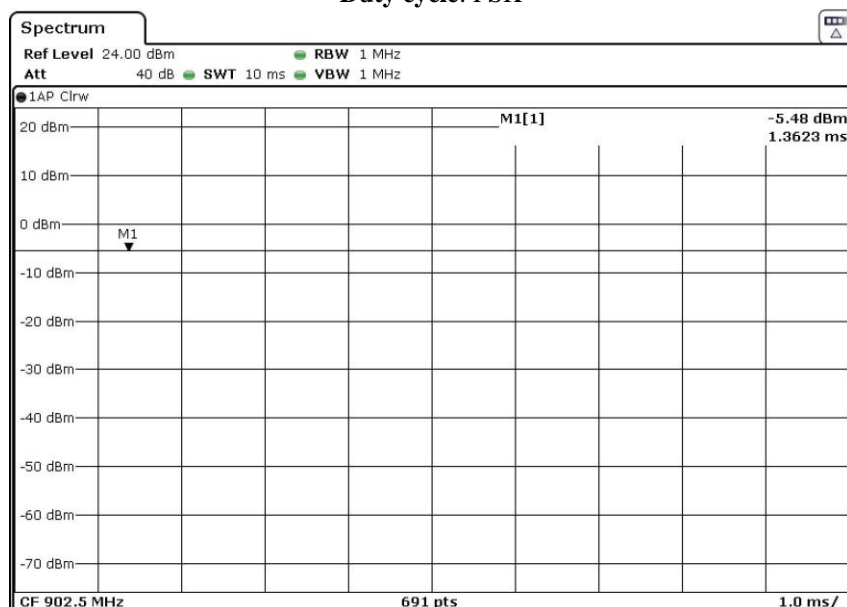 Spectrum
Ref Level 24.00 dBm RBW 1 MHz
Att 40 dB SWT 10 ms VBW 1 MHz
1AP Clrw
M1[1] -5.48 dBm
1.3623 ms
20 dBm
10 dBm
0 dBm
M1
-10 dBm
-20 dBm
-30 dBm
-40 dBm
-50 dBm
-60 dBm
-70 dBm
CF 902.5 MHz 691 pts 1.0 ms/